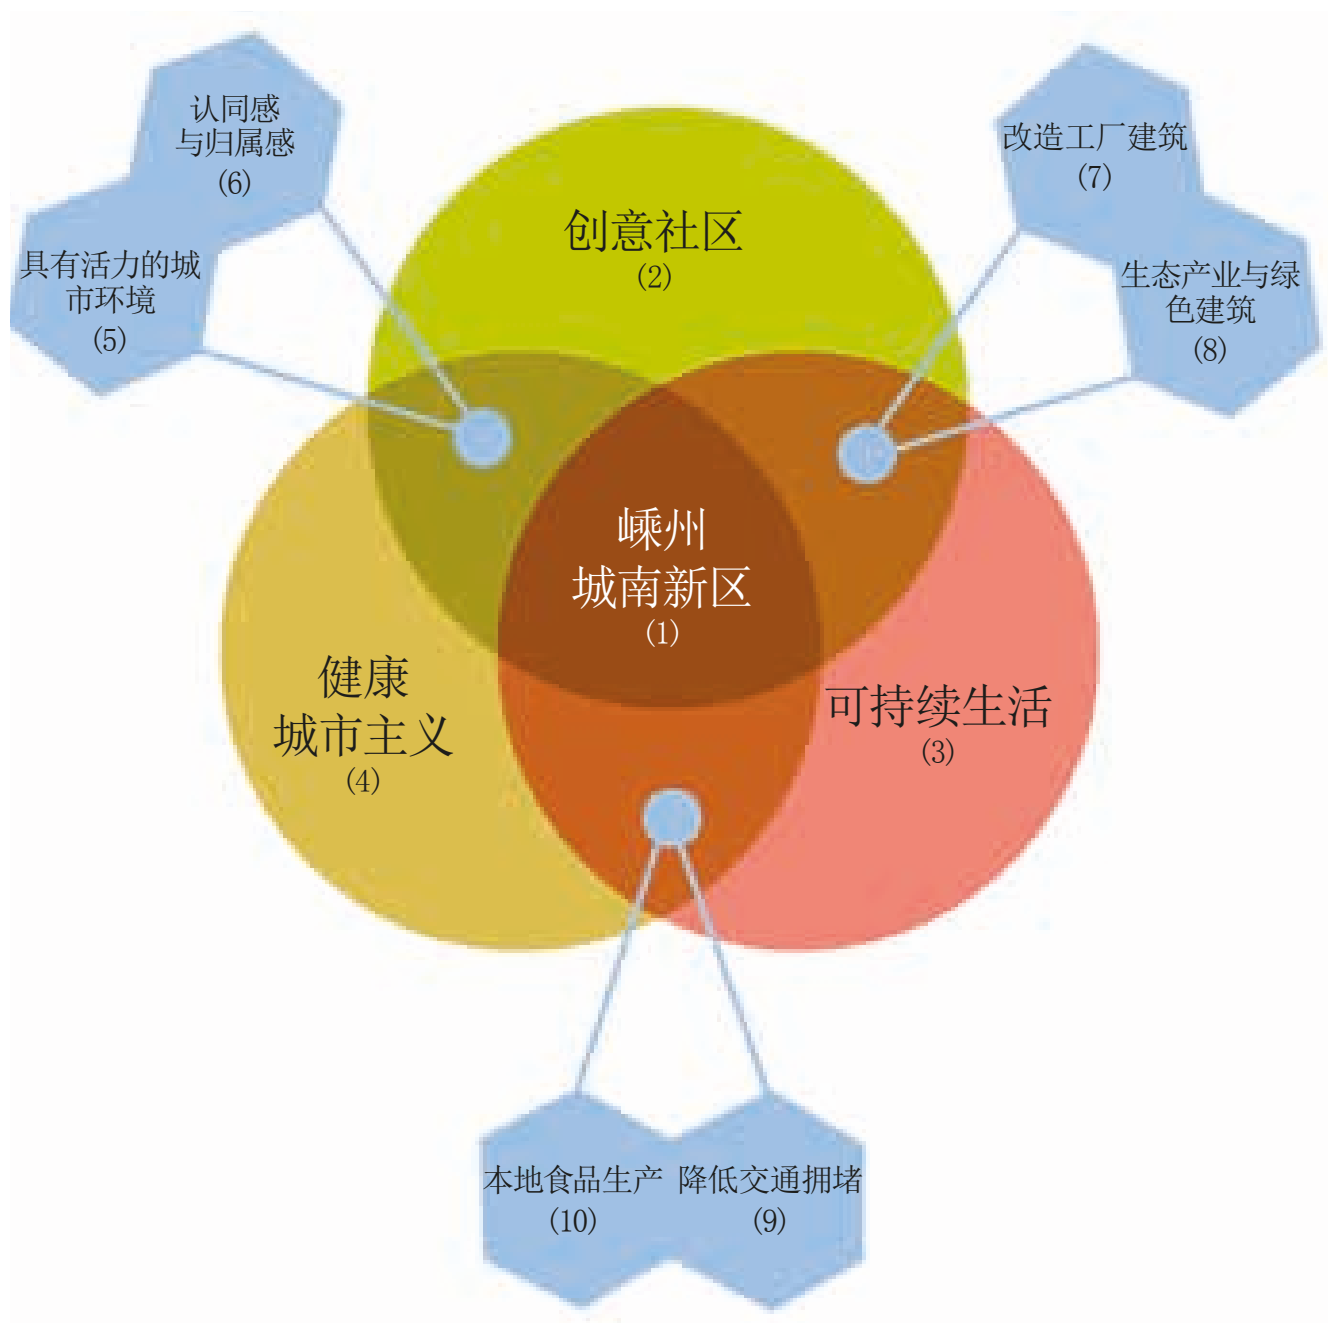 认同感
与归属感
(6)
具有活力的城
市环境
(5)
改造工厂建筑
(7)
生态产业与绿
色建筑
(8)
创意社区
(2)
嵊州
城南新区
(1)
健康
城市主义
(4)
可持续生活
(3)
本地食品生产
(10)
降低交通拥堵
(9)